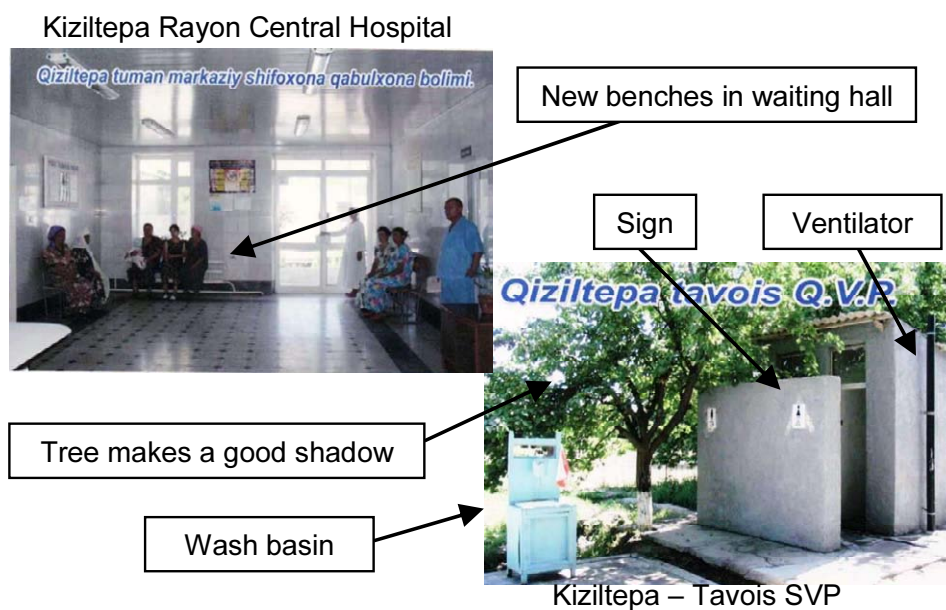 Kiziltepa Rayon Central Hospital
Qiziltepa tuman markaziy shifoxona qabulxona bolimi.
New benches in waiting hall
Sign
Ventilator
Qiziltepa tavois Q.V.P
Tree makes a good shadow
Wash basin
Kiziltepa – Tavois SVP